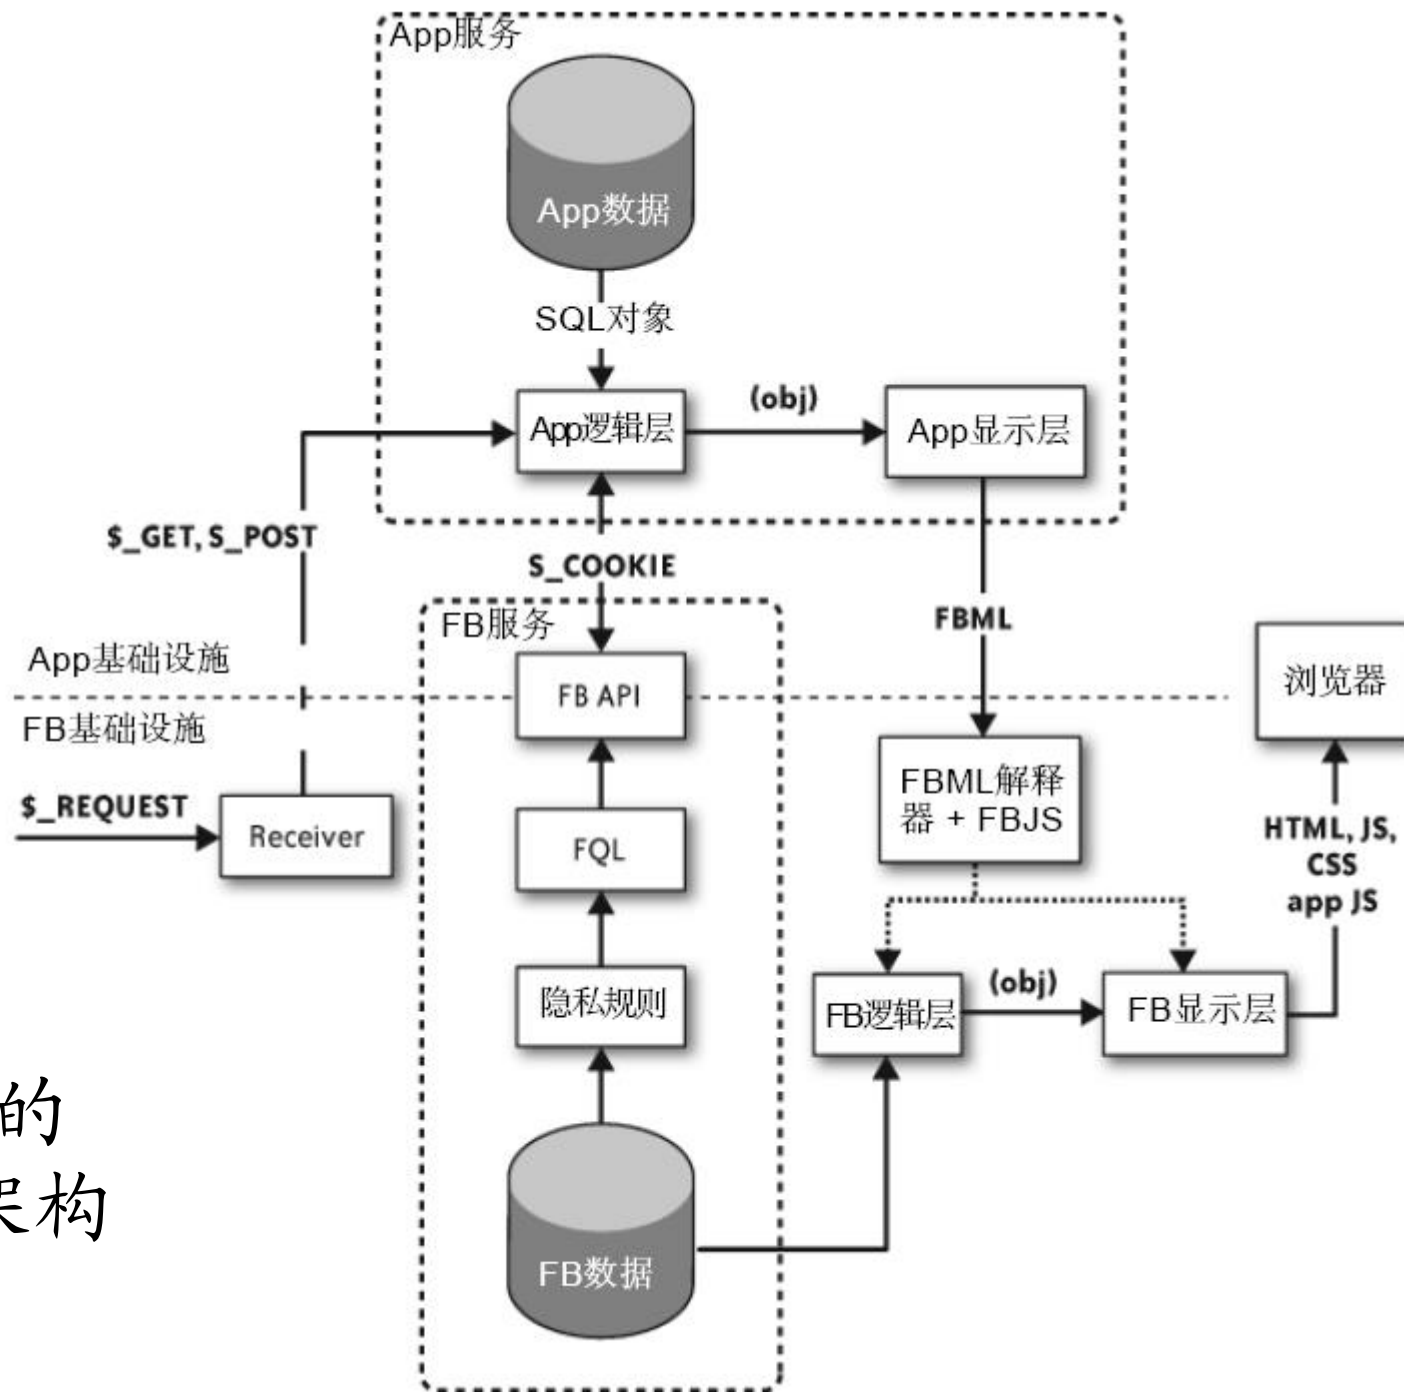 App服务
App数据
SQL对象
App逻辑层
(obj)
App显示层
$_GET, S_POST
S_COOKIE
FB服务
FBML
App基础设施
FB API
浏览器
FB基础设施
FBML解释
器 + FBJS
$_REQUEST
Receiver
FQL
HTML, JS,
CSS
app JS
隐私规则
FB逻辑层
(obj)
FB显示层
的
架构
FB数据